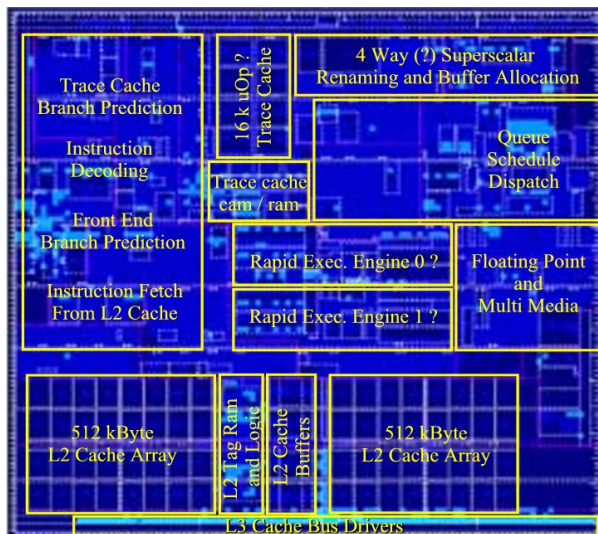 Trace Cache
Branch Prediction
Instruction
Decoding
Front End
Branch Prediction
Instruction Fetch
From L2 Cache
16 k uOp ?
Trace Cache
Trace cache
cam / ram
4 Way (?) Superscalar
Renaming and Buffer Allocation
Queue
Schedule
Dispatch
Rapid Exec. Engine 0 ?
Rapid Exec. Engine 1 ?
Floating Point
and
Multi Media
512 kByte
L2 Cache Array
L2 Tag Ram
and Logic
L2 Cache
Buffers
512 kByte
L2 Cache Array
L3 Cache Bus Drivers